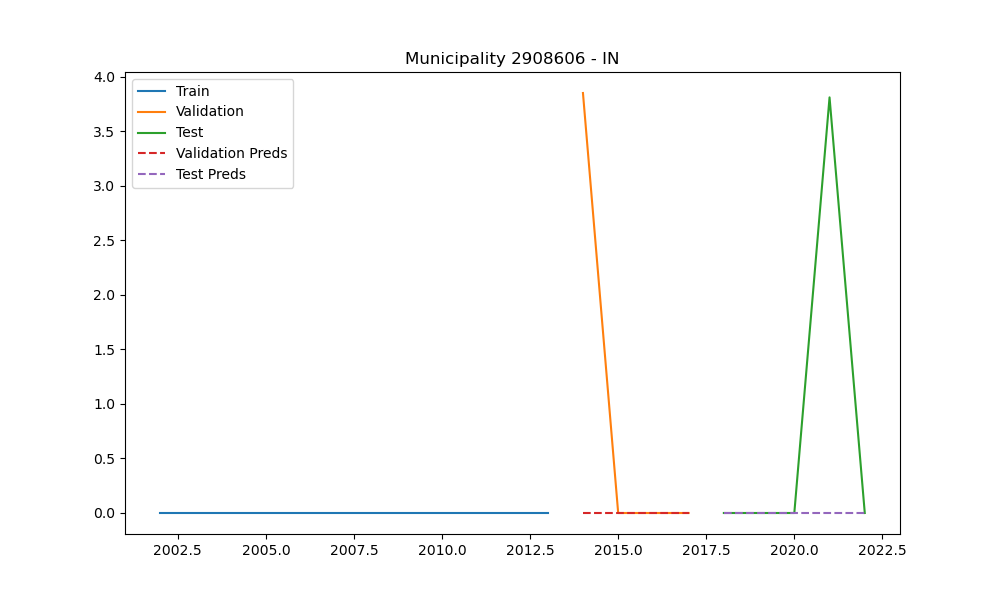 Municipality 2908606 - IN
4.0
3.5
3.0
2.5
2.0
1.5
1.0
0.5
0.0
Train
Validation
Test
Validation Preds
Test Preds
2002.5 2005.0 2007.5 2010.0 2012.5 2015.0 2017.5 2020.0 2022.5